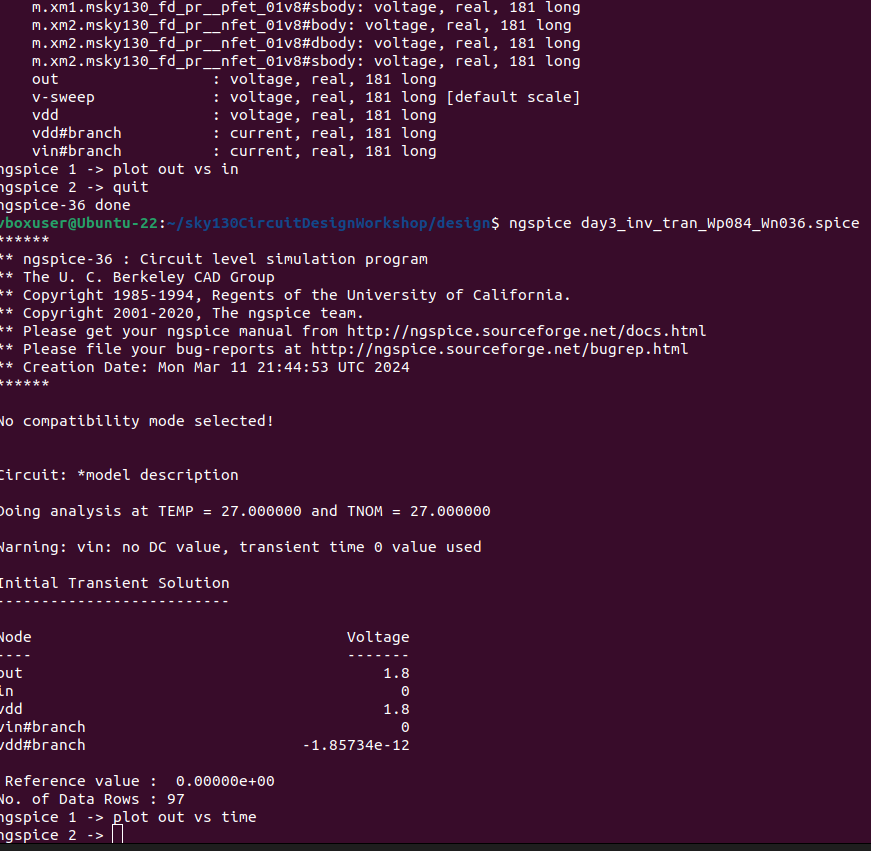 m.xm1.msky130_fd_pr__pfet_01v8#sbody: voltage, real, 181 long
m.xm2.msky130_fd_pr__nfet_01v8#body: voltage, real, 181 long
m.xm2.msky130_fd_pr__nfet_01v8#dbody: voltage, real, 181 long
m.xm2.msky130_fd_pr__nfet_01v8#sbody: voltage, real, 181 long
out : voltage, real, 181 long
v-sweep : voltage, real, 181 long [default scale]
vdd : voltage, real, 181 long
vdd#branch : current, real, 181 long
vin#branch : current, real, 181 long
ngspice 1 -> plot out vs in
ngspice 2 -> quit
ngspice-36 done
vboxuser@Ubuntu-22:~/sky130CircuitDesignWorkshop/design$ ngspice day3_inv_tran_Wp084_Wn036.spice
******
** ngspice-36 : Circuit level simulation program
** The U. C. Berkeley CAD Group
** Copyright 1985-1994, Regents of the University of California.
** Copyright 2001-2020, The ngspice team.
** Please get your ngspice manual from http://ngspice.sourceforge.net/docs.html
** Please file your bug-reports at http://ngspice.sourceforge.net/bugrep.html
** Creation Date: Mon Mar 11 21:44:53 UTC 2024
******
No compatibility mode selected!
Circuit: *model description
Doing analysis at TEMP = 27.000000 and TNOM = 27.000000
Warning: vin: no DC value, transient time 0 value used
Initial Transient Solution
--------------------------
Node Voltage
---- -------
out 1.8
in 0
vdd 1.8
vin#branch 0
vdd#branch -1.85734e-12
Reference value : 0.00000e+00
No. of Data Rows : 97
ngspice 1 -> plot out vs time
ngspice 2 ->